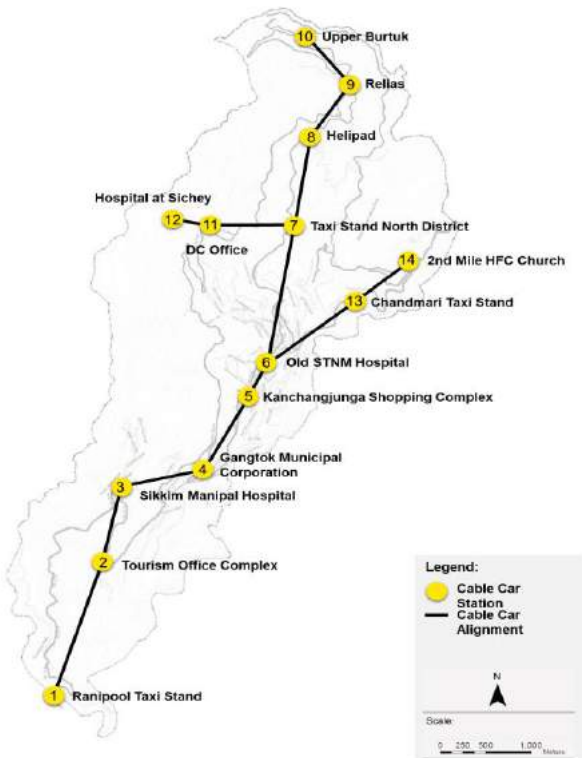 10 Upper Burtuk
9 Relias
8 Helipad
Hospital at Sichey
12 11 7 Taxi Stand North District
DC Office
14 2nd Mile HFC Church
13 Chandmari Taxi Stand
6 Old STNM Hospital
5 Kanchangjunga Shopping Complex
4 Gangtok Municipal
Corporation
3 Sikkim Manipal Hospital
2 Tourism Office Complex
1 Ranipool Taxi Stand
Legend:
Cable Car
Station
Cable Car
Alignment
N
Scale:
0 250 500 1,000
Meters